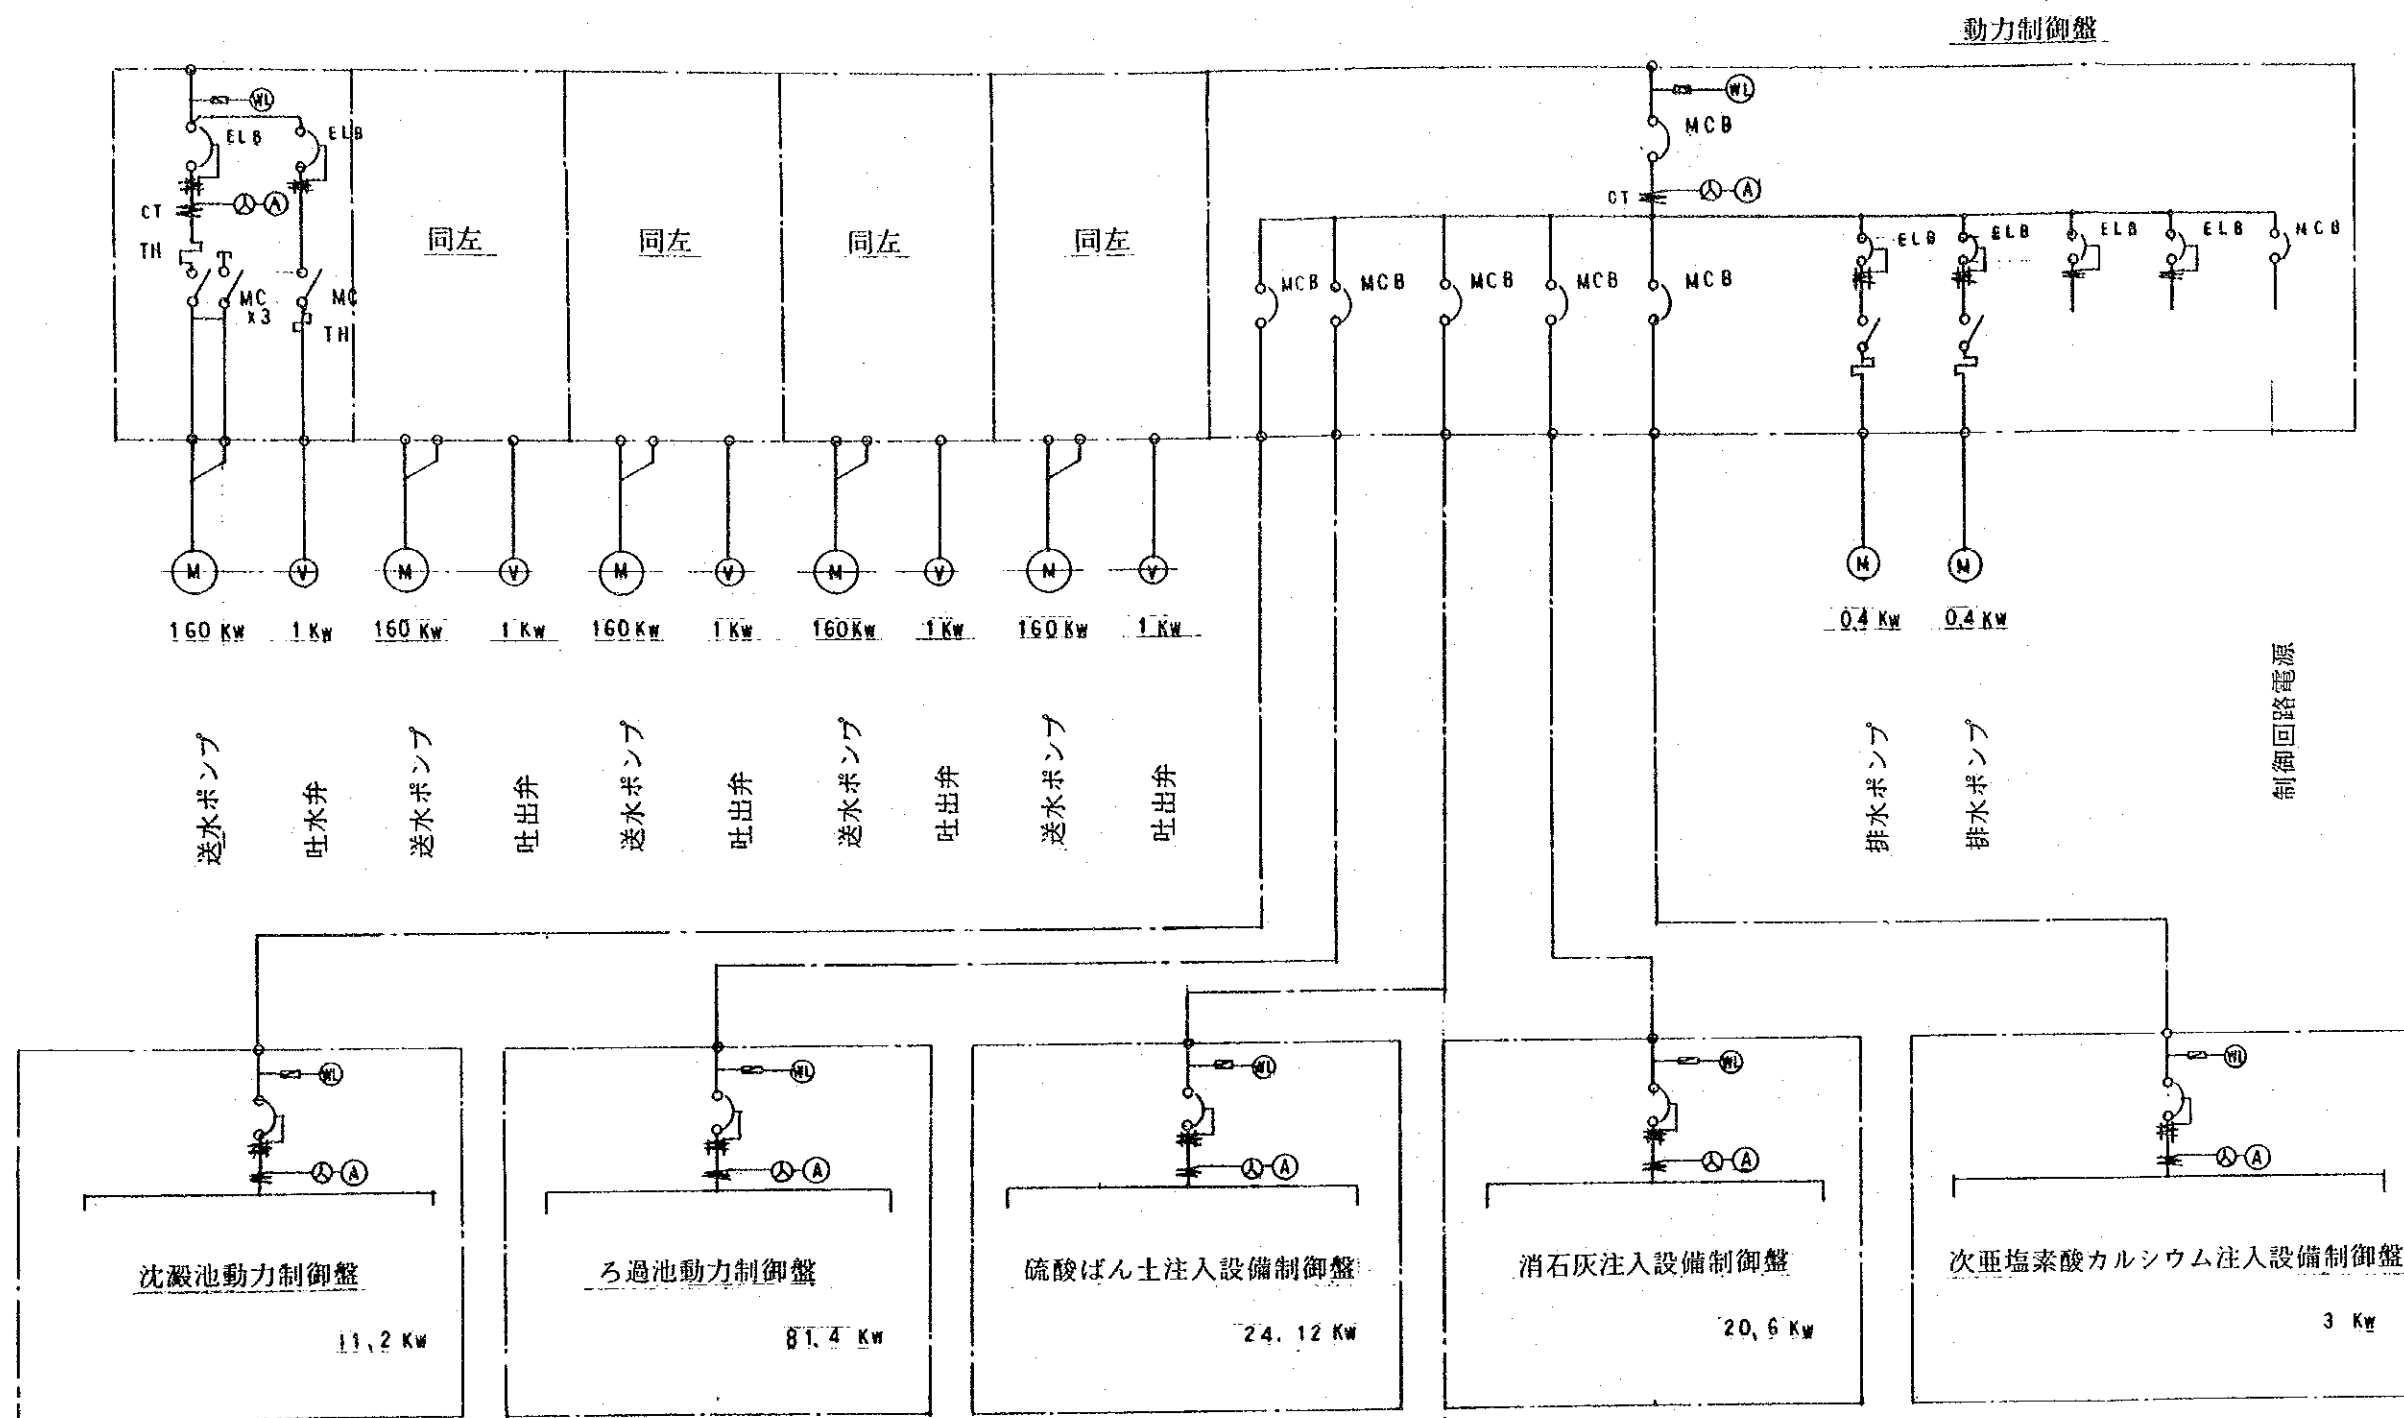 動力制御盤
WL
WL
ELB
ELB
MCB
CT
A
CT
A
TH
同左
同左
同左
同左
ELB
ELB
ELB
ELB
MCB
MC
x3
MC
TH
MCB
MCB
MCB
MCB
MCB
M
V
M
V
M
V
M
V
M
V
M
M
160 Kw
1 Kw
160 Kw
1 Kw
160 Kw
1 Kw
160 Kw
1 Kw
160 Kw
1 Kw
0.4 Kw
0.4 Kw
送水ポンプ
吐水弁
送水ポンプ
吐出弁
送水ポンプ
吐出弁
送水ポンプ
吐出弁
送水ポンプ
吐出弁
排水ポンプ
排水ポンプ
制御回路電源
WL
WL
WL
WL
WL
A
A
A
A
A
沈澱池動力制御盤
ろ過池動力制御盤
硫酸ばん士注入設備制御盤
消石灰注入設備制御盤
次亜塩素酸カルシウム注入設備制御盤
11,2 Kw
81.4 Kw
24.12 Kw
20,6 Kw
3 Kw